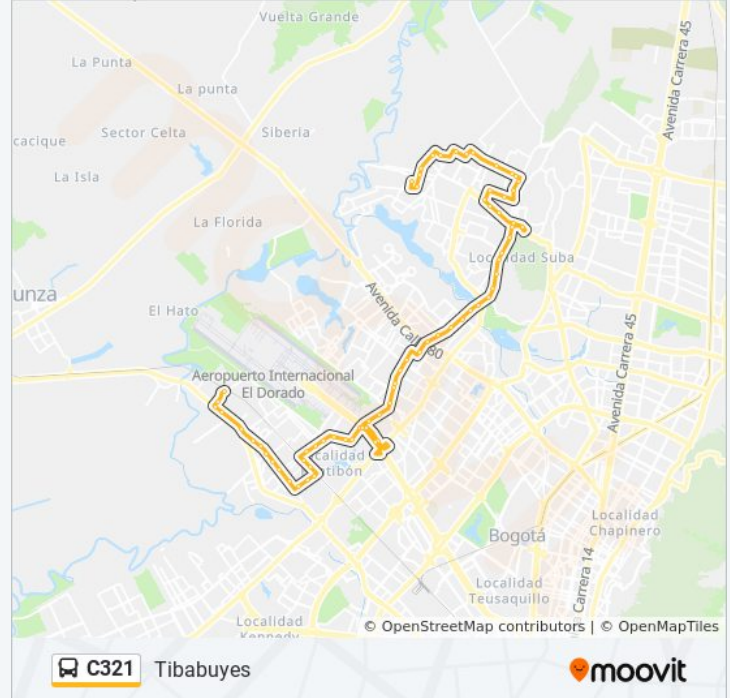 Vuelta Grande
La Punta
La punta
Avenida Carrera 45
cacique
Sector Celta
Siberia
La Isla
La Florida
Localidad Suba
unza
El Hato
Avenida Calle 80
Avenida Carrera 45
Aeropuerto Internacional
El Dorado
Localidad
Fontibón
Localidad
Chapinero
Bogotá
Carrera 14
Localidad
Teusaquillo
Localidad
Kennedy
© OpenStreetMap contributors | © OpenMapTiles
C321 Tibabuyes
moovit